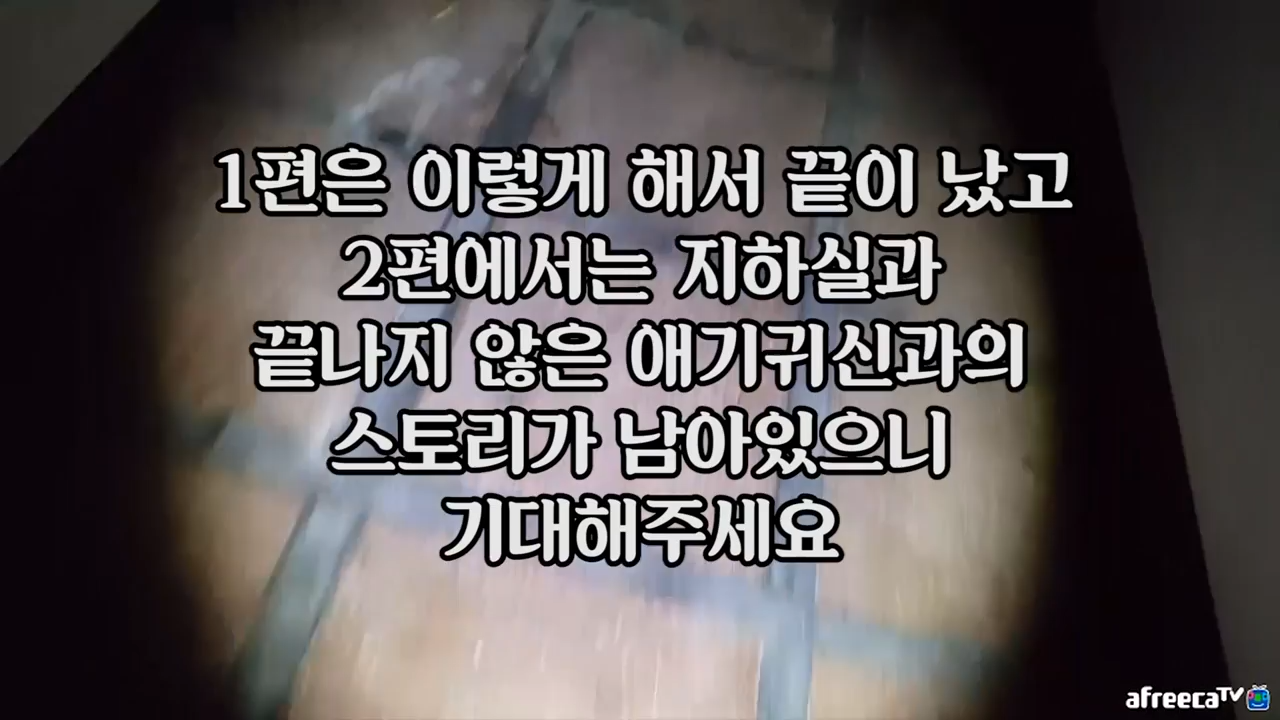 1편은 이렇게 해서 끝이 났고
2편에서는 지하실과
끝나지 않은 애기귀신과의
스토리가 남아있으니
기대해주세요
afreecaTV